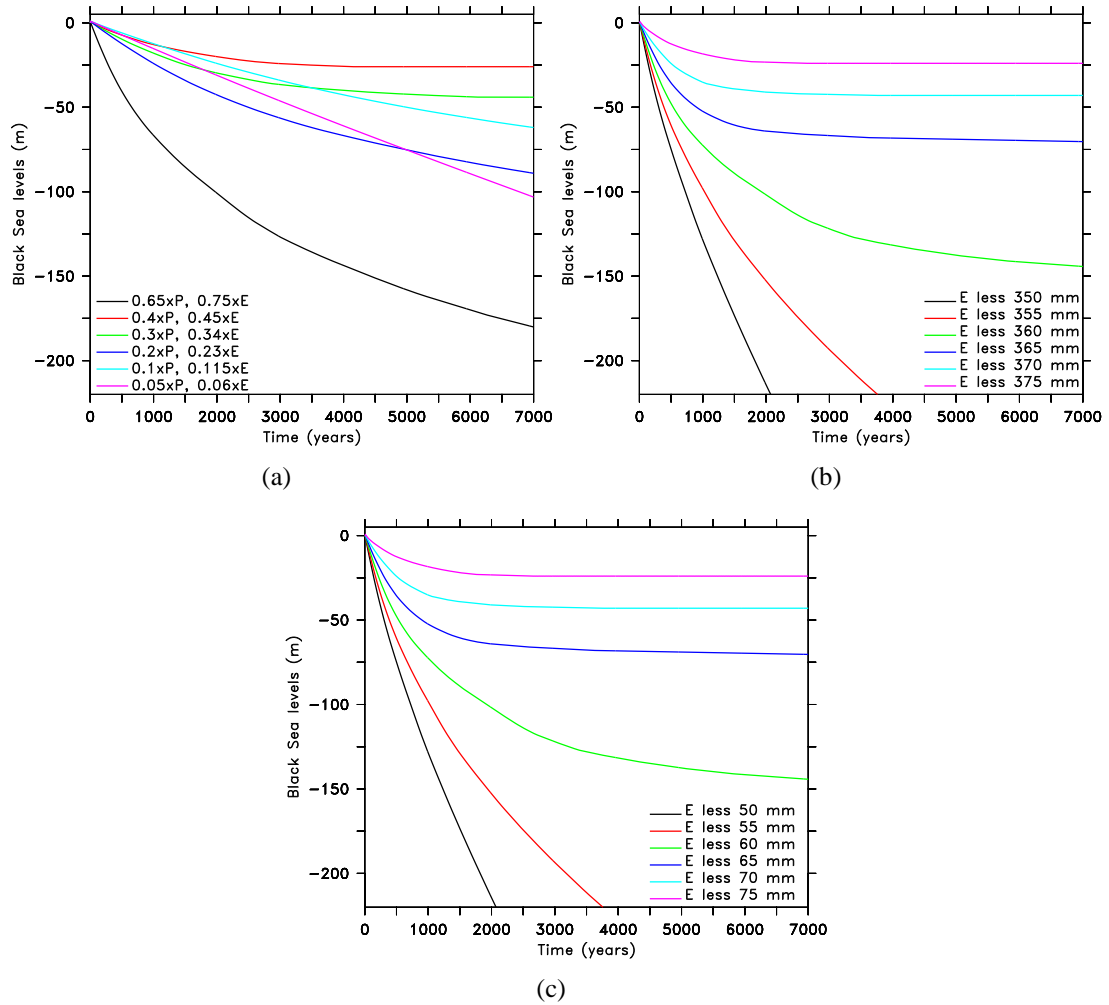 0
-50
-100
-150
-200
Black Sea levels (m)
0.65xP, 0.75xE
0.4xP, 0.45xE
0.3xP, 0.34xE
0.2xP, 0.23xE
0.1xP, 0.115xE
0.05xP, 0.06xE
0 1000 2000 3000 4000 5000 6000 7000
Time (years)
(a)
0
-50
-100
-150
-200
Black Sea levels (m)
E less 350 mm
E less 355 mm
E less 360 mm
E less 365 mm
E less 370 mm
E less 375 mm
0 1000 2000 3000 4000 5000 6000 7000
Time (years)
(b)
0
-50
-100
-150
-200
Black Sea levels (m)
E less 50 mm
E less 55 mm
E less 60 mm
E less 65 mm
E less 70 mm
E less 75 mm
0 1000 2000 3000 4000 5000 6000 7000
Time (years)
(c)